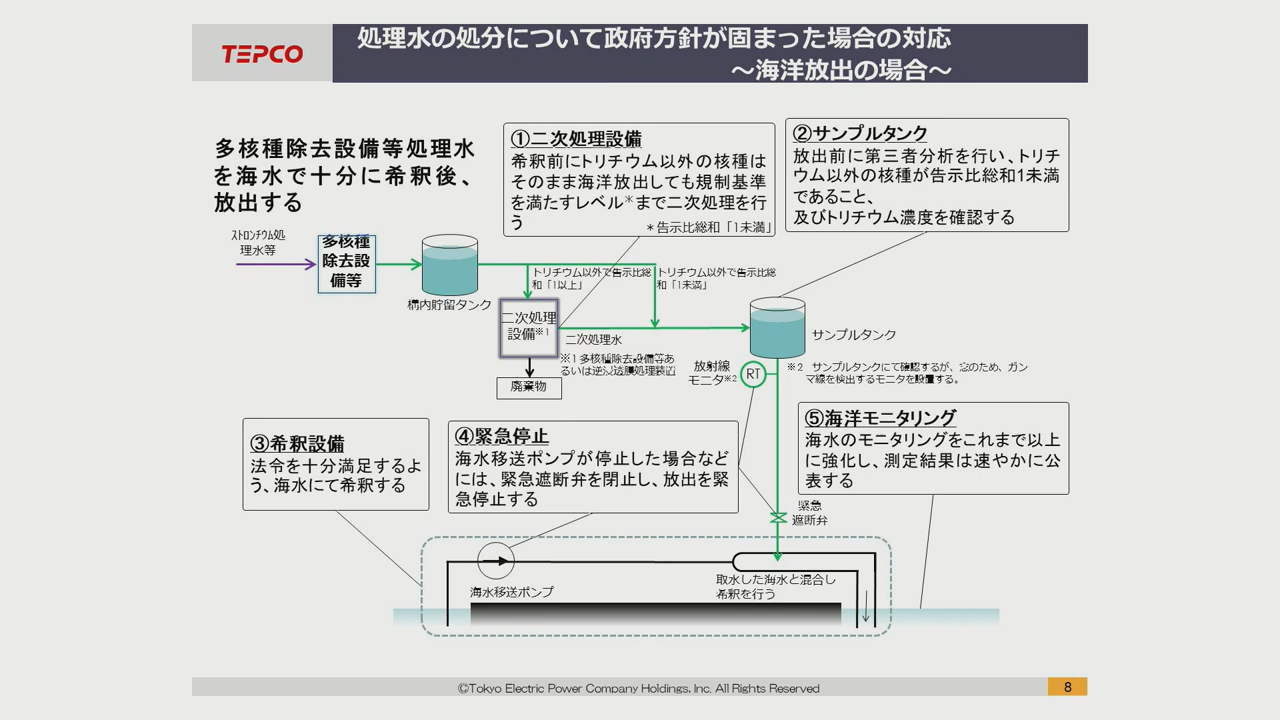 TEPCO
処理水の処分について政府方針が固まった場合の対応
～海洋放出の場合～
多核種除去設備等処理水
を海水で十分に希釈後、
放出する
①二次処理設備
希釈前にトリチウム以外の核種は
そのまま海洋放出しても規制基準
を満たすレベル＊まで二次処理を行
う
＊告示比総和「1未満」
②サンプルタンク
放出前に第三者分析を行い、トリチ
ウム以外の核種が告示比総和1未満
であること、
及びトリチウム濃度を確認する
ｽﾄﾛﾝﾁｳﾑ処
理水等
多核種
除去設
備等
構内貯留タンク
トリチウム以外で告示比総
和「1以上」
トリチウム以外で告示比総
和「1未満」
二次処理
設備※1
二次処理水
※１多核種除去設備等あ
るいは逆浸透膜処理装置
廃棄物
サンプルタンク
放射線
モニタ※2
RT
※２　サンプルタンクにて確認するが、念のため、ガン
マ線を検出するモニタを設置する。
③希釈設備
法令を十分満足するよ
う、海水にて希釈する
④緊急停止
海水移送ポンプが停止した場合など
には、緊急遮断弁を閉止し、放出を緊
急停止する
⑤海洋モニタリング
海水のモニタリングをこれまで以上
に強化し、測定結果は速やかに公
表する
緊急
遮断弁
海水移送ポンプ
取水した海水と混合し
希釈を行う
©Tokyo Electric Power Company Holdings, Inc. All Rights Reserved
8